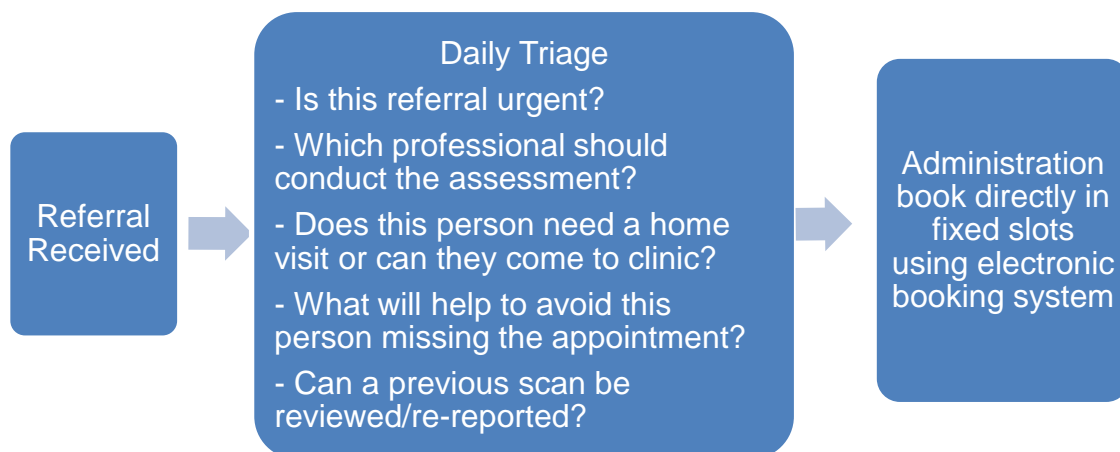 Referral
Received
Daily Triage
- Is this referral urgent?
- Which professional should
conduct the assessment?
- Does this person need a home
visit or can they come to clinic?
- What will help to avoid this
person missing the appointment?
- Can a previous scan be
reviewed/re-reported?
Administration
book directly in
fixed slots
using electronic
booking system